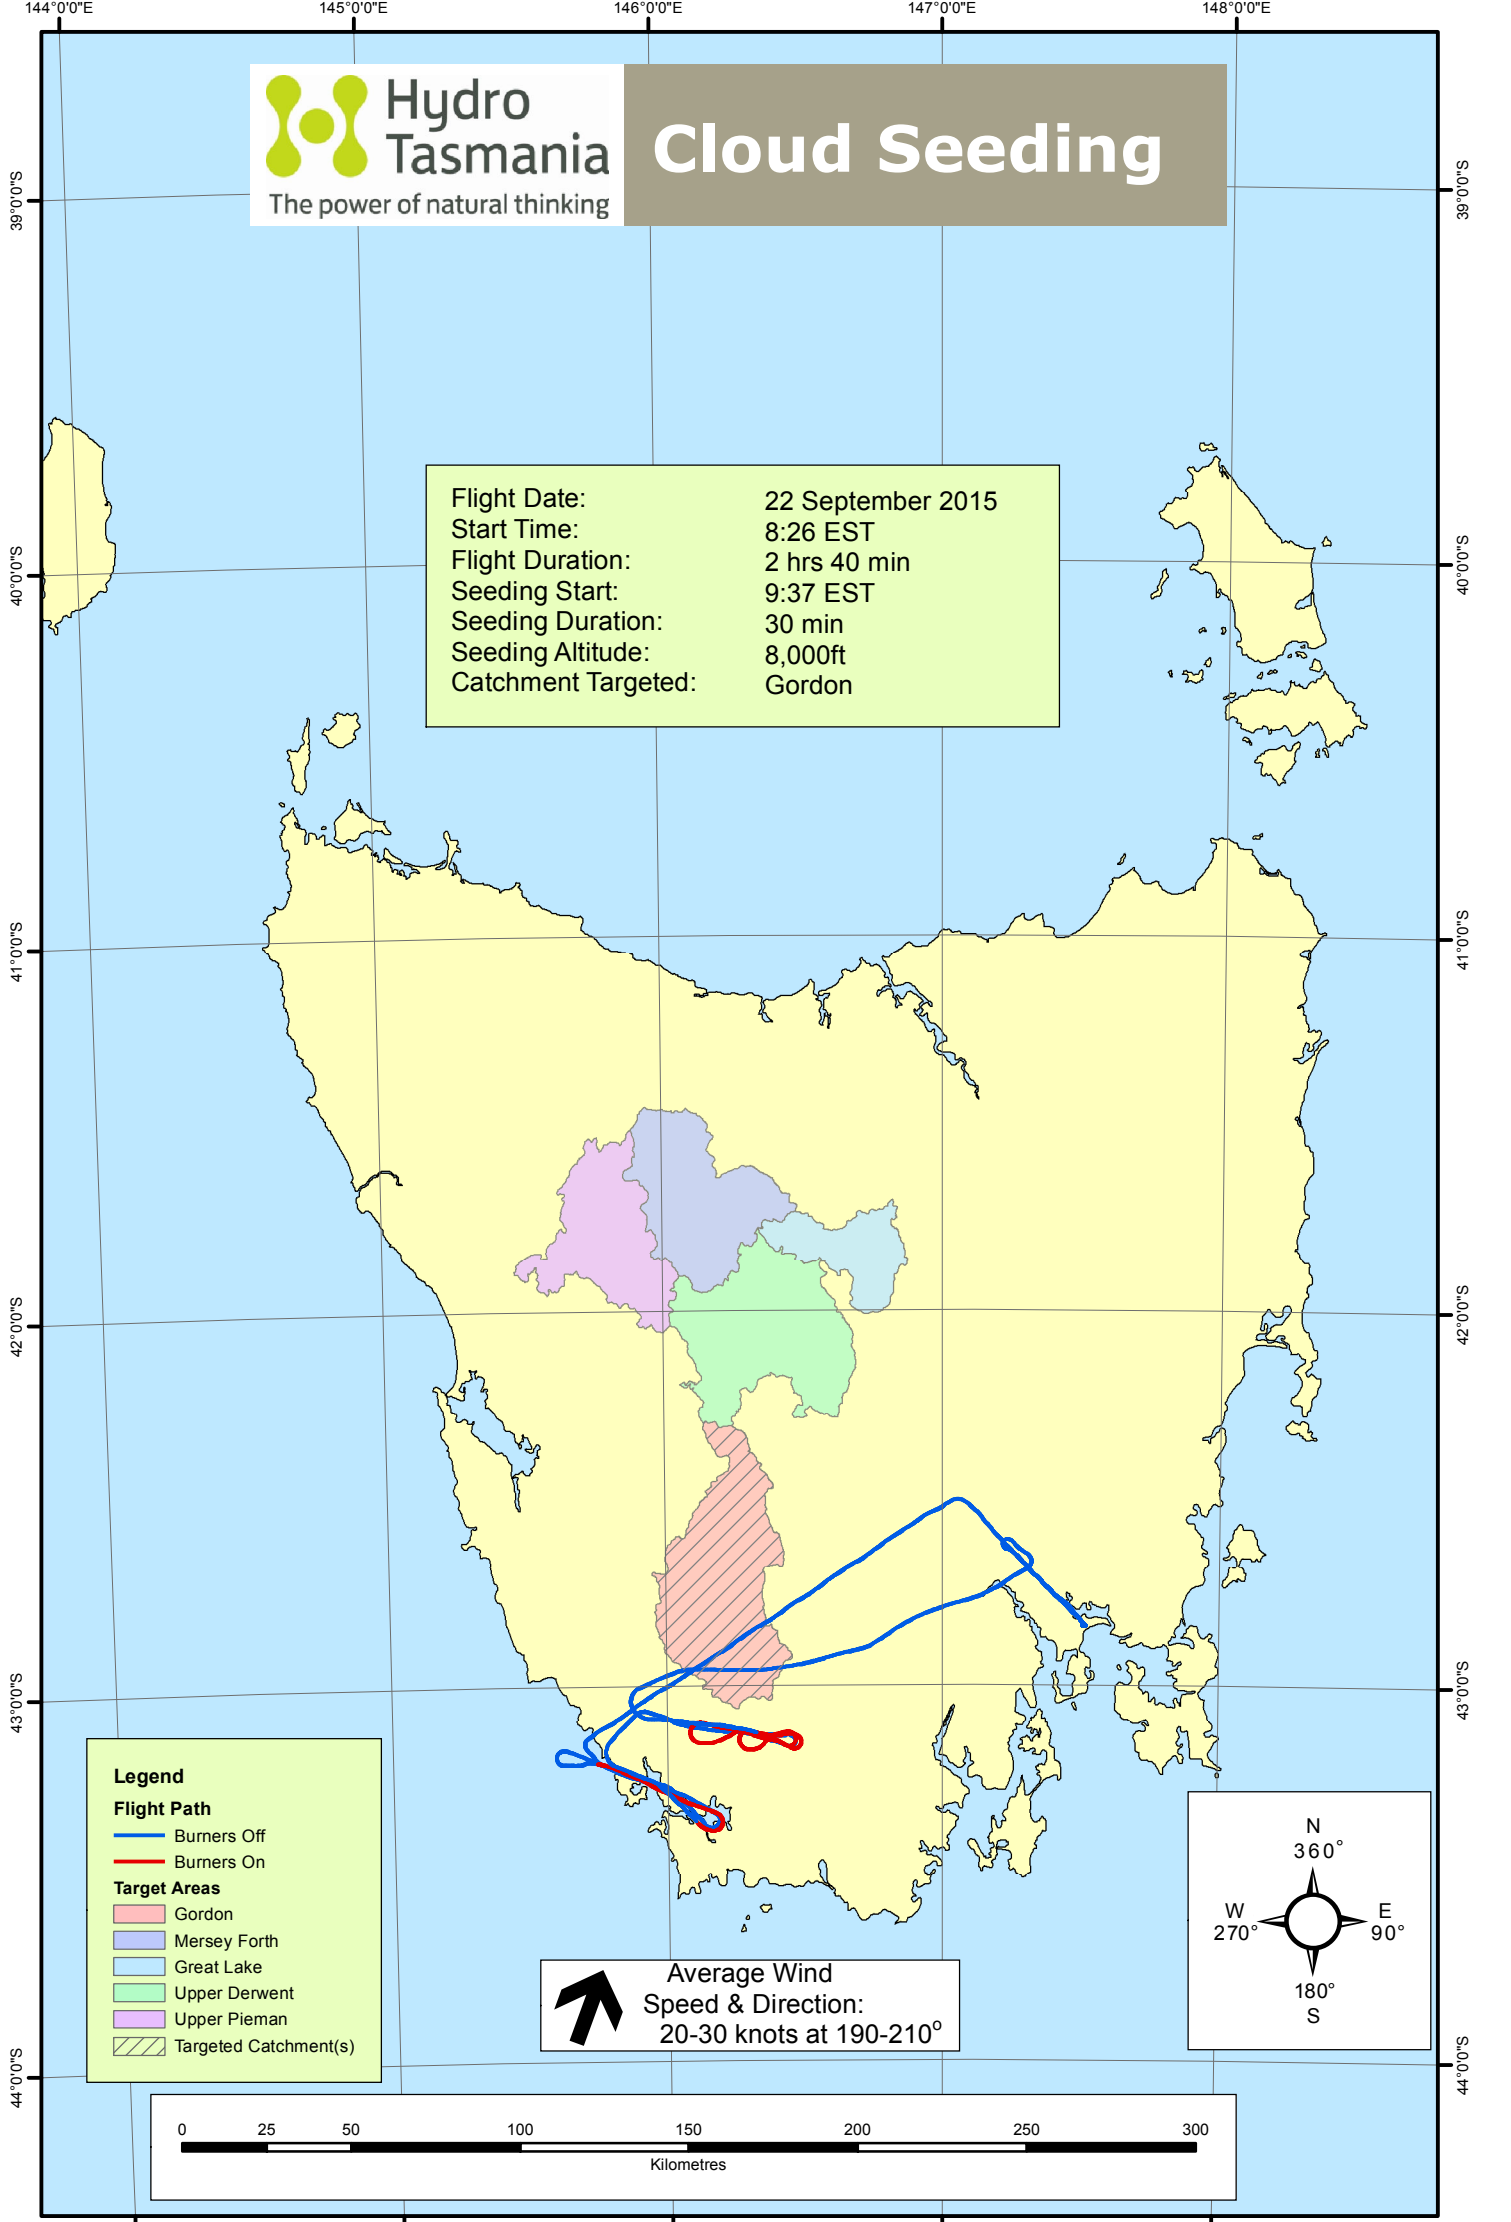 144°0'0"E 145°0'0"E 146°0'0"E 147°0'0"E 148°0'0"E
Hydro
Tasmania
The power of natural thinking
Cloud Seeding
39°0'0"S 39°0'0"S
Flight Date: 22 September 2015
Start Time: 8:26 EST
Flight Duration: 2 hrs 40 min
Seeding Start: 9:37 EST
Seeding Duration: 30 min
Seeding Altitude: 8,000ft
Catchment Targeted: Gordon
40°0'0"S 40°0'0"S
41°0'0"S 41°0'0"S
42°0'0"S 42°0'0"S
43°0'0"S 43°0'0"S
Legend
Flight Path
Burners Off
Burners On
Target Areas
Gordon
Mersey Forth
Great Lake
Upper Derwent
Upper Pieman
Targeted Catchment(s)
N
360°
W
270°
E
90°
180°
S
Average Wind
Speed & Direction:
20-30 knots at 190-210°
44°0'0"S 44°0'0"S
0 25 50 100 150 200 250 300
Kilometres